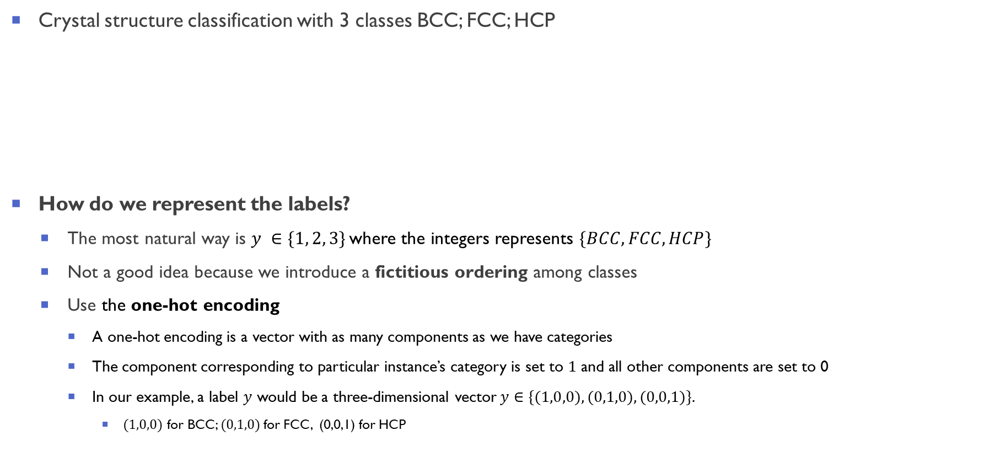 Crystal structure classification with 3 classes BCC; FCC; HCP
How do we represent the labels?
The most natural way is y ∈ {1, 2, 3} where the integers represents {BCC, FCC, HCP}
Not a good idea because we introduce a fictitious ordering among classes
Use the one-hot encoding
A one-hot encoding is a vector with as many components as we have categories
The component corresponding to particular instance’s category is set to 1 and all other components are set to 0
In our example, a label y would be a three-dimensional vector y ∈ {(1,0,0), (0,1,0), (0,0,1)}.
(1,0,0) for BCC; (0,1,0) for FCC, (0,0,1) for HCP